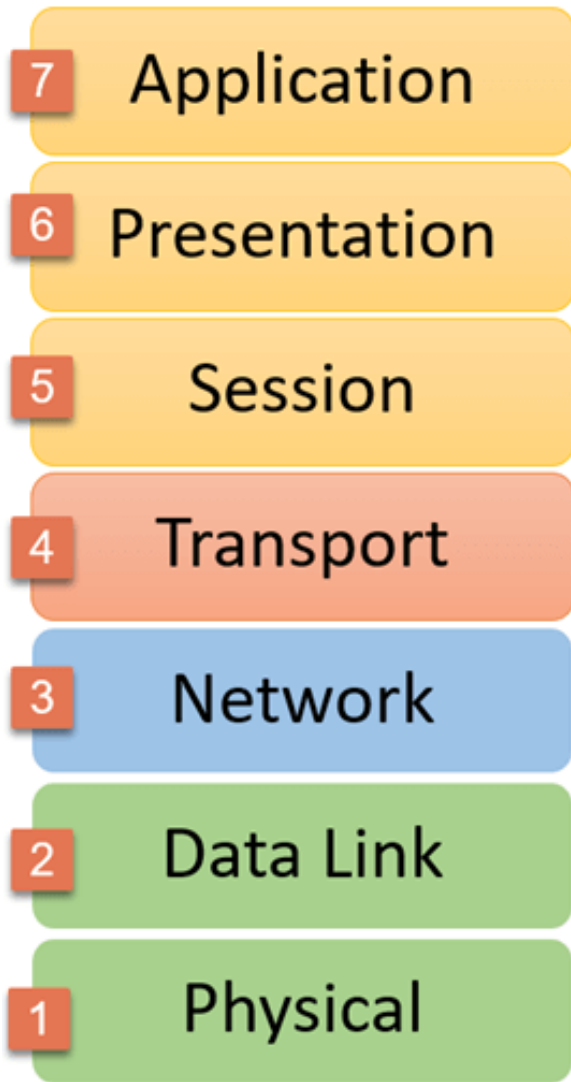 7 Application
6 Presentation
5 Session
4 Transport
3 Network
2 Data Link
1 Physical